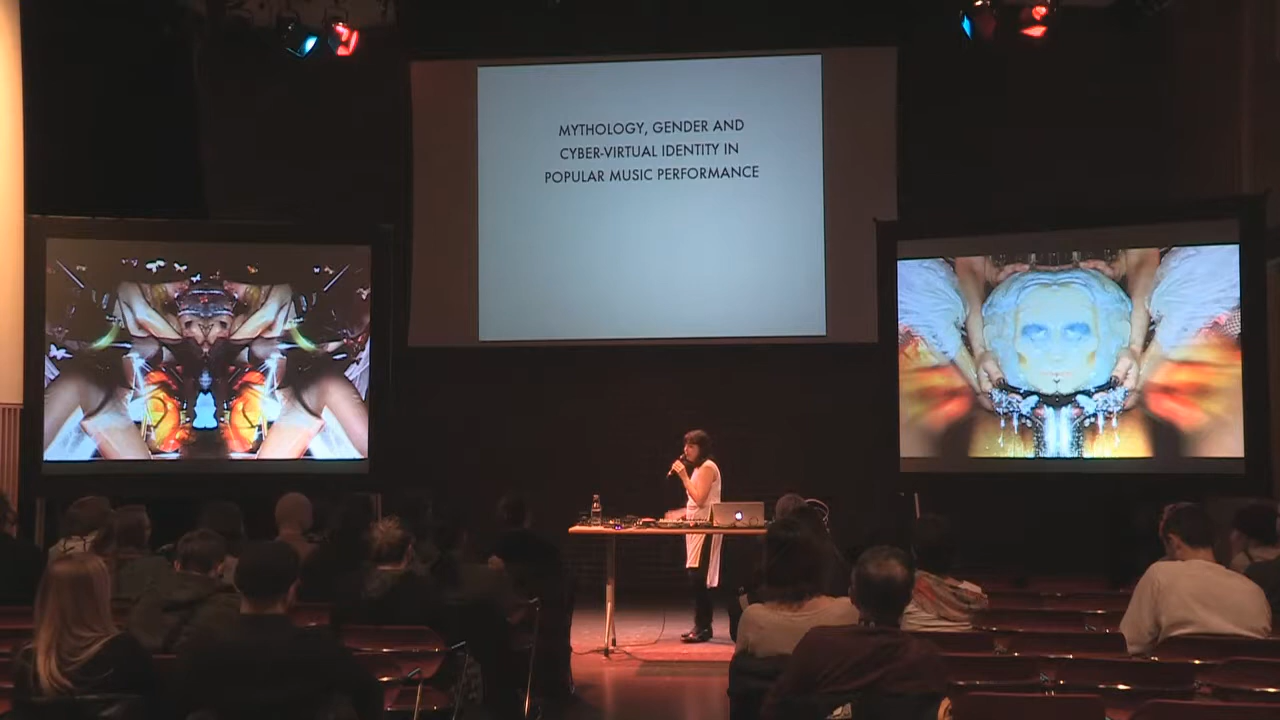 MYTHOLOGY, GENDER AND
CYBER-VIRTUAL IDENTITY IN
POPULAR MUSIC PERFORMANCE